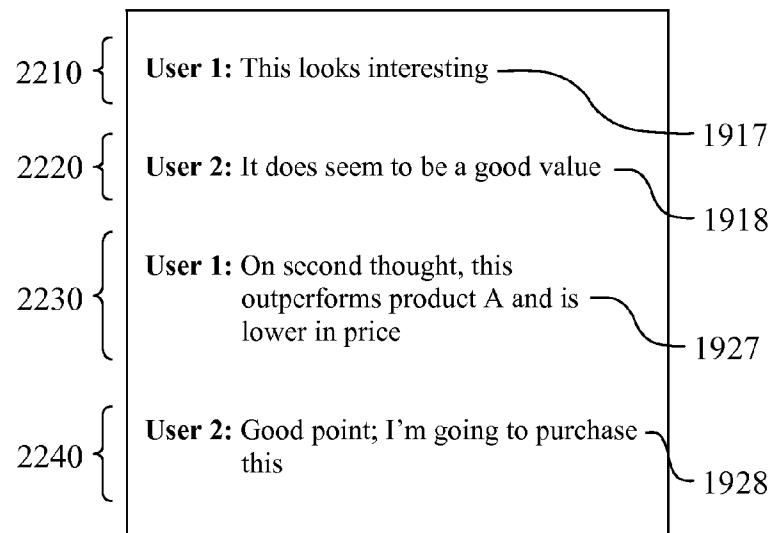 2210 User 1: This looks interesting
1917
2220 User 2: It does seem to be a good value
1918
User 1: On second thought, this
2230 outperforms product A and is
lower in price
1927
User 2: Good point; I'm going to purchase
2240 this
1928